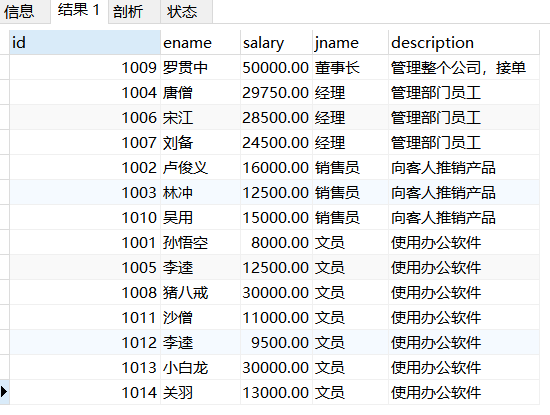 信息 结果 1 剖析 状态
id ename salary jname description
1009 罗贯中 50000.00 董事长 管理整个公司，接单
1004 唐僧 29750.00 经理 管理部门员工
1006 宋江 28500.00 经理 管理部门员工
1007 刘备 24500.00 经理 管理部门员工
1002 卢俊义 16000.00 销售员 向客人推销产品
1003 林冲 12500.00 销售员 向客人推销产品
1010 吴用 15000.00 销售员 向客人推销产品
1001 孙悟空 8000.00 文员 使用办公软件
1005 李逵 12500.00 文员 使用办公软件
1008 猪八戒 30000.00 文员 使用办公软件
1011 沙僧 11000.00 文员 使用办公软件
1012 李逵 9500.00 文员 使用办公软件
1013 小白龙 30000.00 文员 使用办公软件
1014 关羽 13000.00 文员 使用办公软件